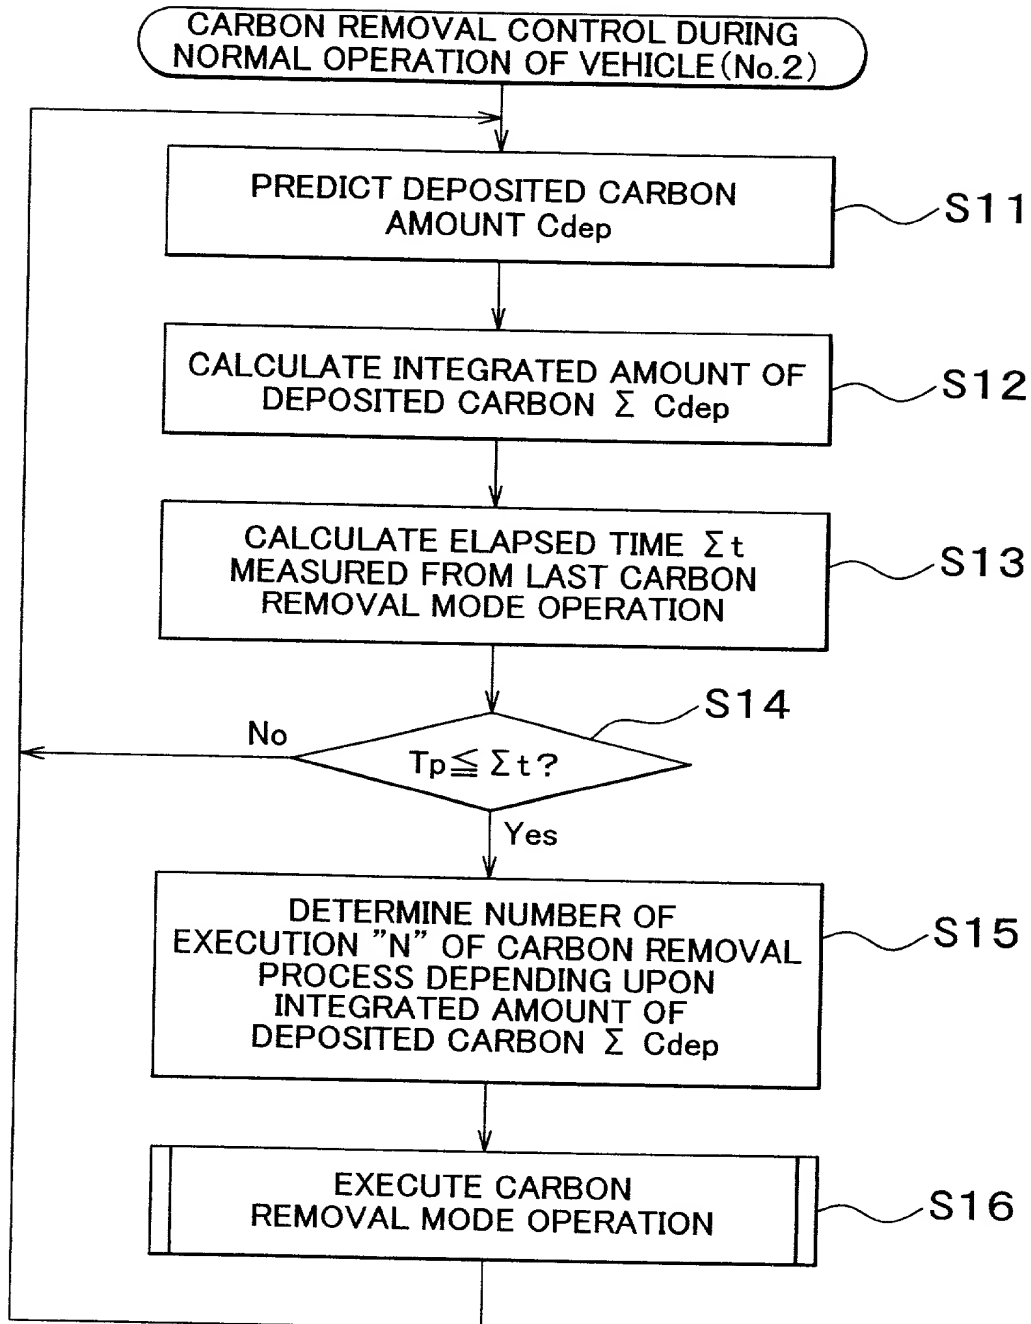 CARBON REMOVAL CONTROL DURING
NORMAL OPERATION OF VEHICLE(No.2)
PREDICT DEPOSITED CARBON
AMOUNT Cdep
S11
CALCULATE INTEGRATED AMOUNT OF
DEPOSITED CARBON Σ Cdep
S12
CALCULATE ELAPSED TIME Σt
MEASURED FROM LAST CARBON
REMOVAL MODE OPERATION
S13
S14
No
Tp≦ Σt?
Yes
DETERMINE NUMBER OF
EXECUTION "N" OF CARBON REMOVAL
PROCESS DEPENDING UPON
INTEGRATED AMOUNT OF
DEPOSITED CARBON Σ Cdep
S15
EXECUTE CARBON
REMOVAL MODE OPERATION
S16